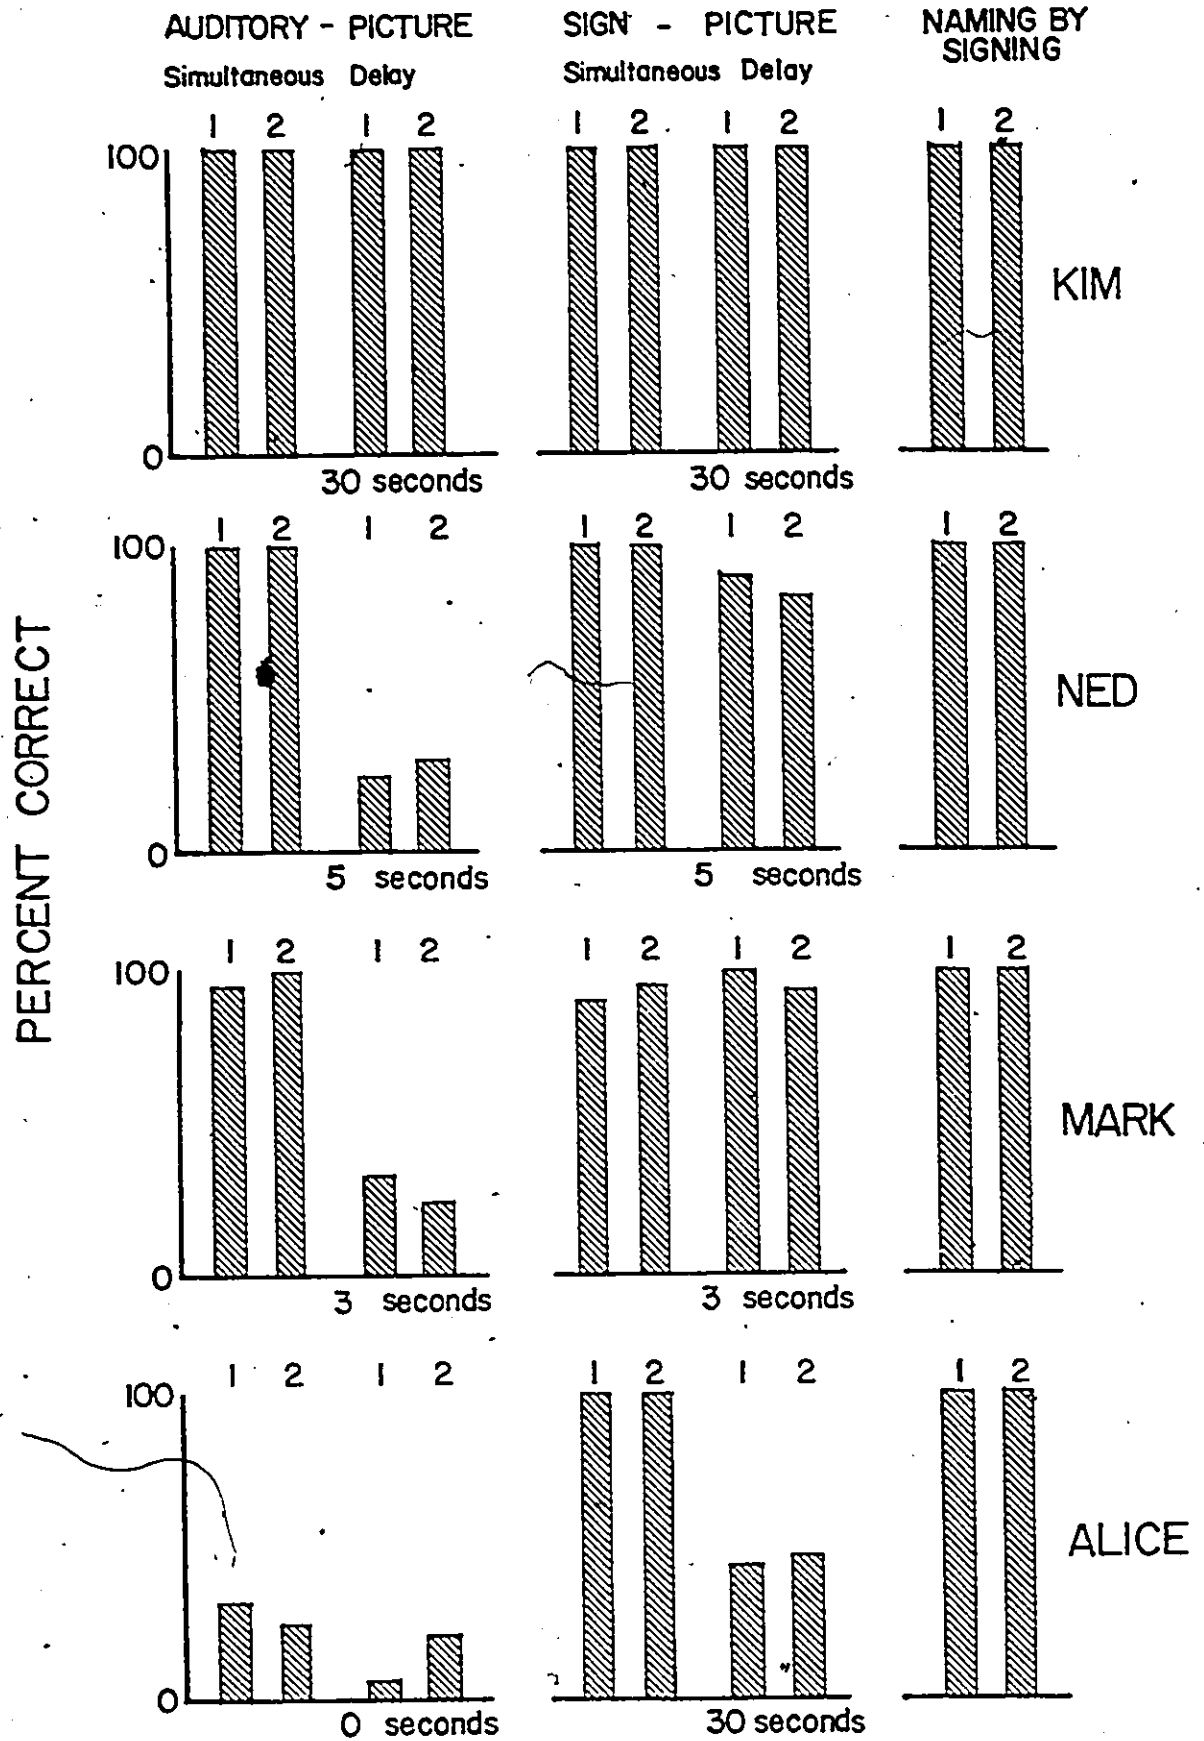 AUDITORY - PICTURE SIGN - PICTURE NAMING BY
SIGNING
Simultaneous Delay Simultaneous Delay
1 2 1 2 1 2 1 2 1 2
100
KIM
0
30 seconds 30 seconds
1 2 1 2 1 2 1 2 1 2
100
PERCENT CORRECT
NED
0
5 seconds 5 seconds
1 2 1 2 1 2 1 2 1 2
100
MARK
0
3 seconds 3 seconds
1 2 1 2 1 2 1 2 1 2
100
ALICE
0
0 seconds 30 seconds